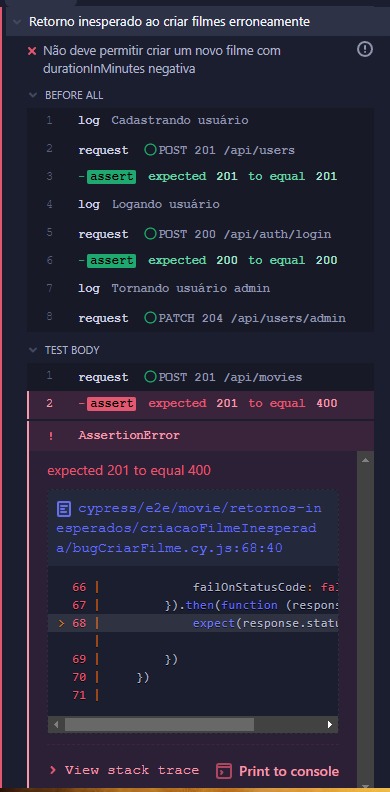 Retorno inesperado ao criar filmes erroneamente
Não deve permitir criar um novo filme com
durationInMinutes negativa
BEFORE ALL
1 log Cadastrando usuário
2 request POST 201 /api/users
3 -assert expected 201 to equal 201
4 log Logando usuário
5 request POST 200 /api/auth/login
6 -assert expected 200 to equal 200
7 log Tornando usuário admin
8 request PATCH 204 /api/users/admin
TEST BODY
1 request POST 201 /api/movies
2 -assert expected 201 to equal 400
! AssertionError
expected 201 to equal 400
cypress/e2e/movie/retornos-in
esperados/criacaoFilmeInesperad
a/bugCriarFilme.cy.js:68:40
66 | failOnStatusCode: fal
67 | }).then(function (respons
> 68 | expect(response.statu
|
69 | })
70 | })
71 |
> View stack trace Print to console